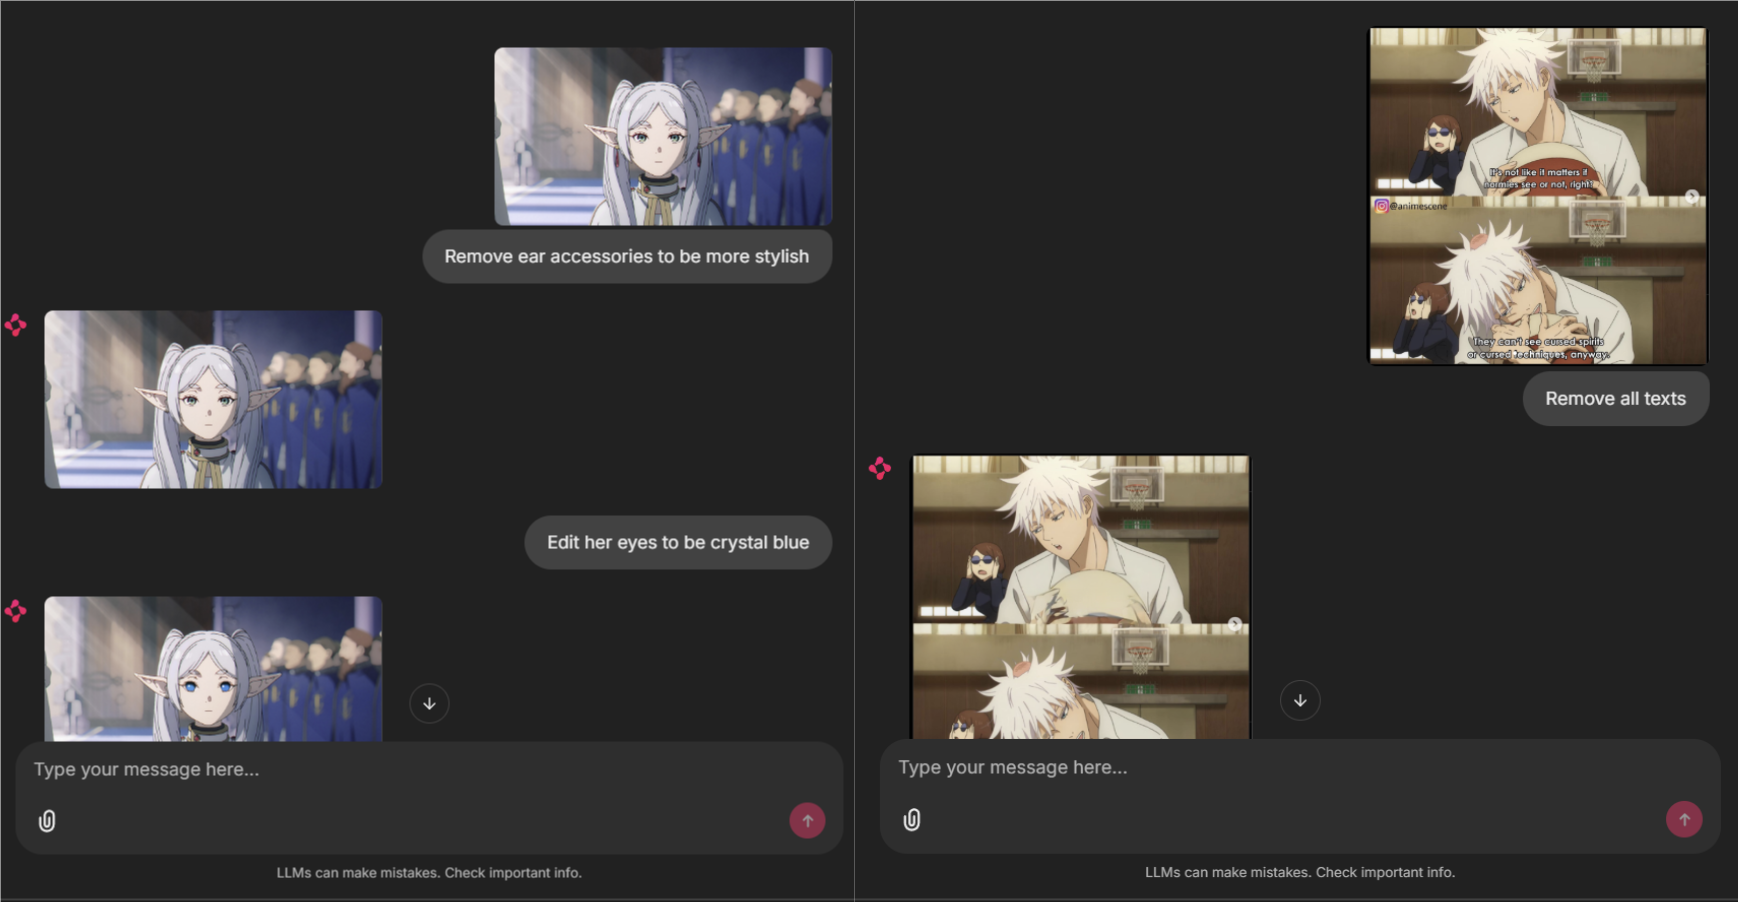 Remove ear accessories to be more stylish
Edit her eyes to be crystal blue
Type your message here...
LLMs can make mistakes. Check important info.
It's not like it matters if
normies see or not, right?
@animescene
They can't see cursed spirits
or cursed techniques, anyway.
Remove all texts
Type your message here...
LLMs can make mistakes. Check important info.